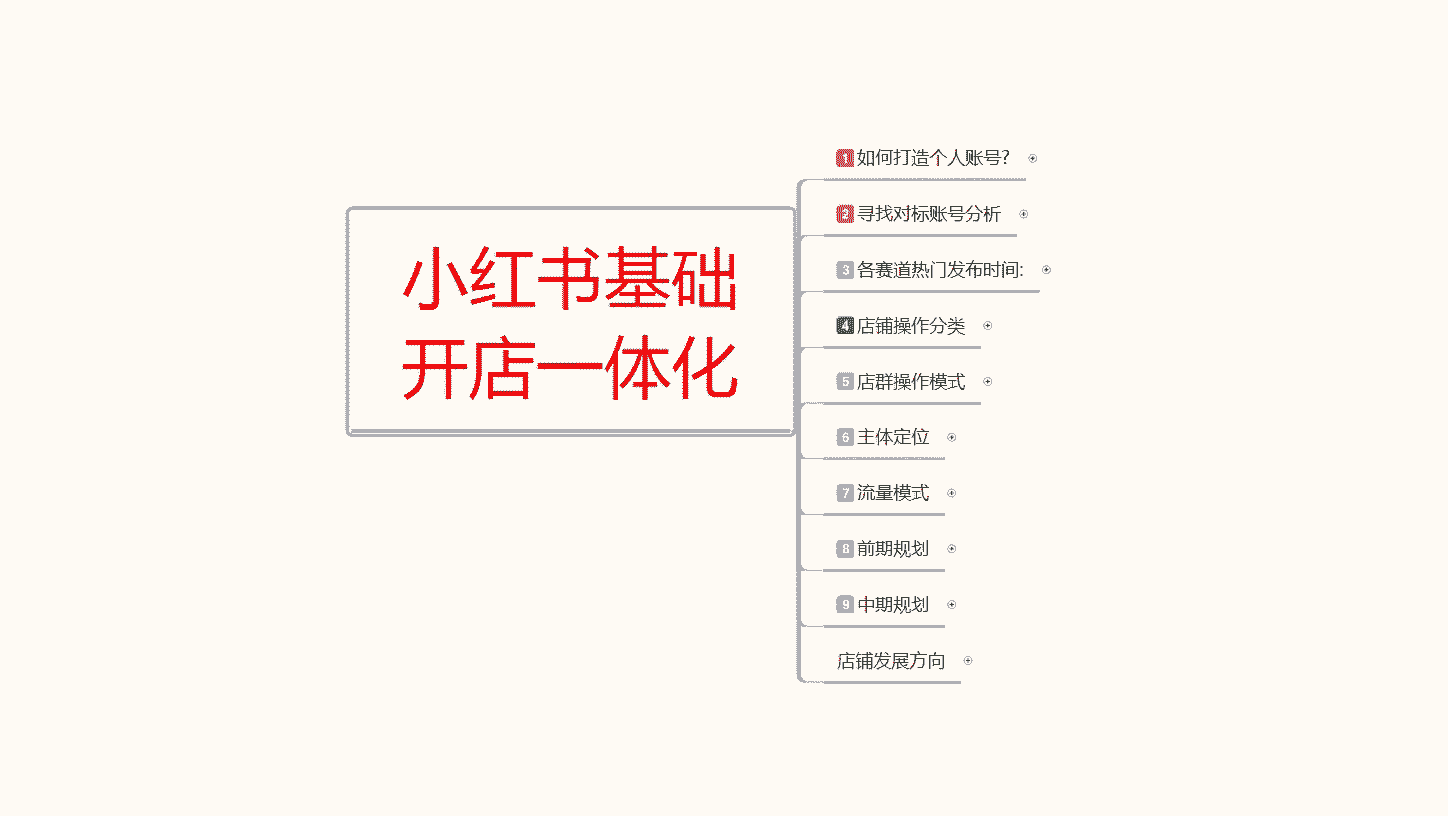 小红书基础
开店一体化
1 如何打造个人账号?
2 寻找对标账号分析
3 各赛道热门发布时间:
4 店铺操作分类
5 店群操作模式
6 主体定位
7 流量模式
8 前期规划
9 中期规划
店铺发展方向